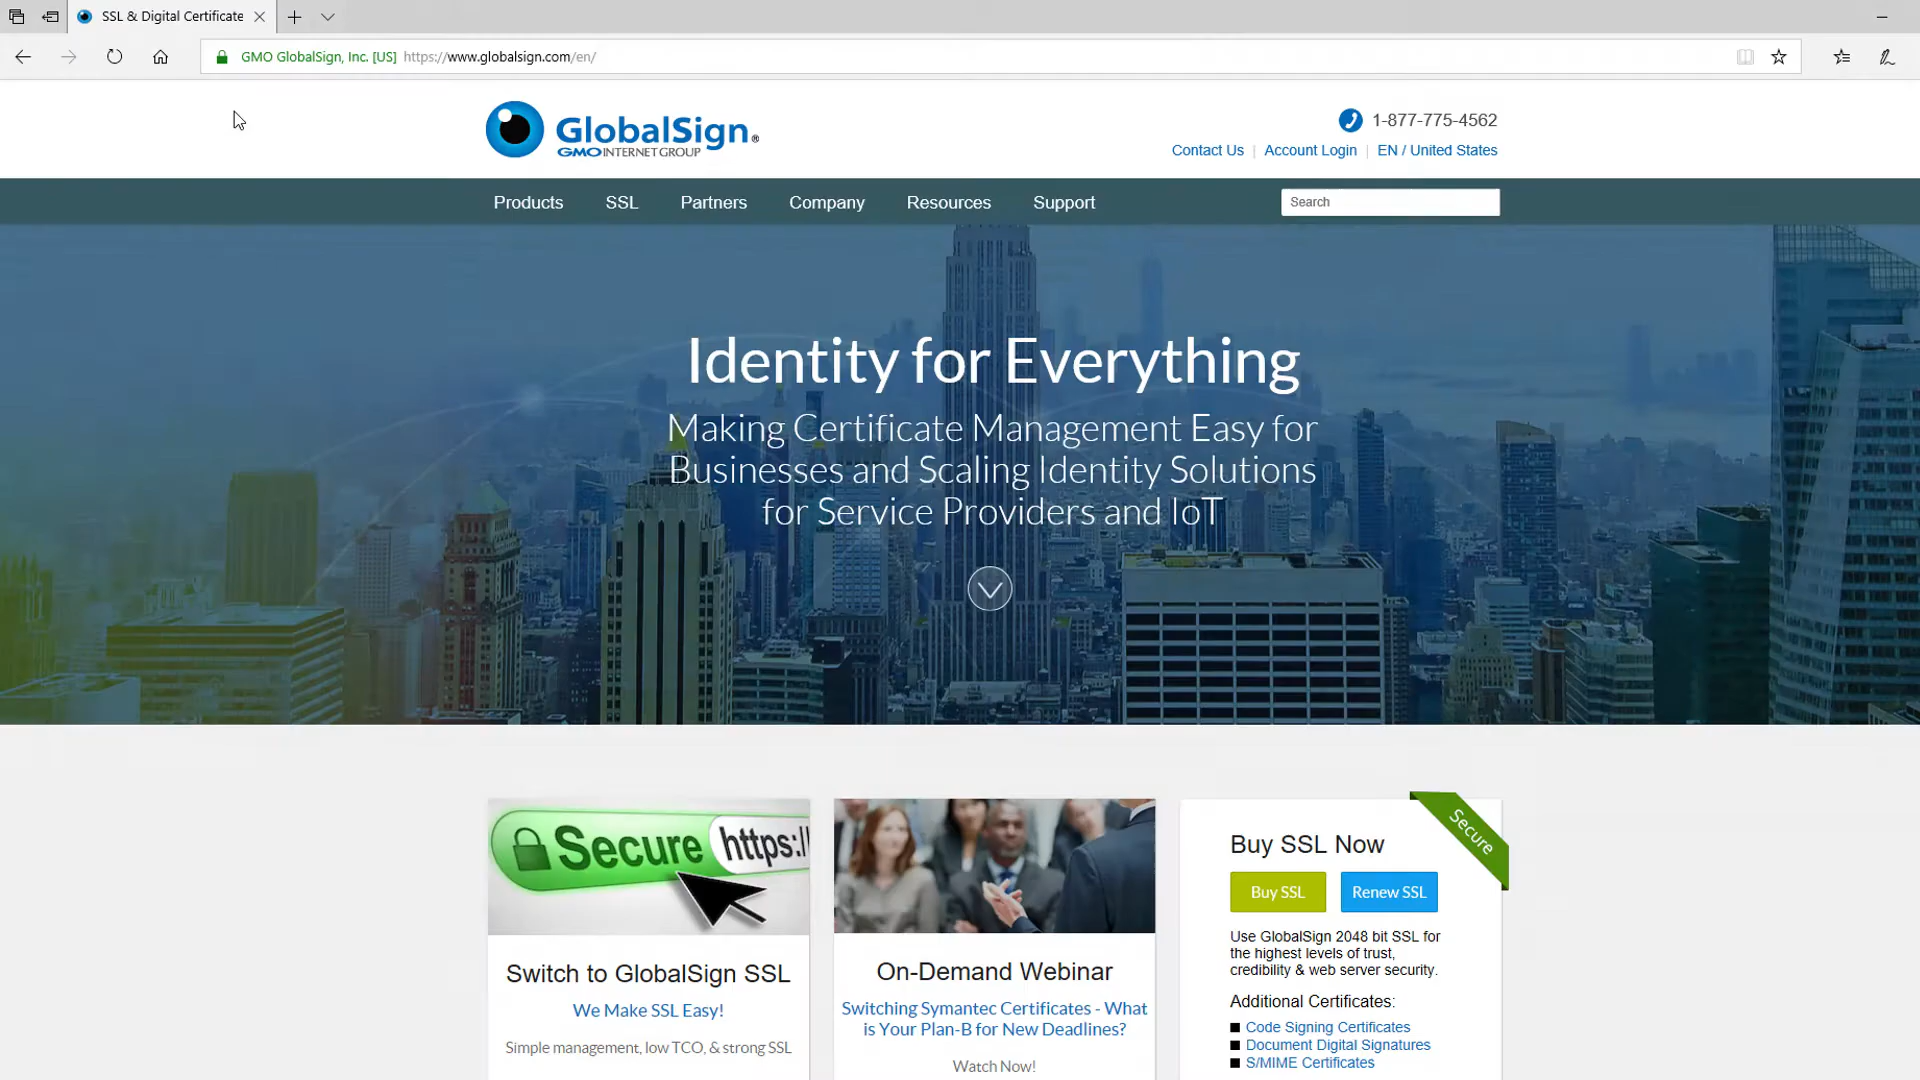 SSL & Digital Certificate
GMO GlobalSign, Inc. [US] https://www.globalsign.com/en/
GlobalSign®
GMO INTERNET GROUP
1-877-775-4562
Contact Us | Account Login | EN / United States
Products SSL Partners Company Resources Support Search
Identity for Everything
Making Certificate Management Easy for
Businesses and Scaling Identity Solutions
for Service Providers and IoT
Secure https:/
Switch to GlobalSign SSL
We Make SSL Easy!
Simple management, low TCO, & strong SSL
On-Demand Webinar
Switching Symantec Certificates - What
is Your Plan-B for New Deadlines?
Watch Now!
Secure
Buy SSL Now
Buy SSL Renew SSL
Use GlobalSign 2048 bit SSL for
the highest levels of trust,
credibility & web server security.
Additional Certificates:
Code Signing Certificates
Document Digital Signatures
S/MIME Certificates